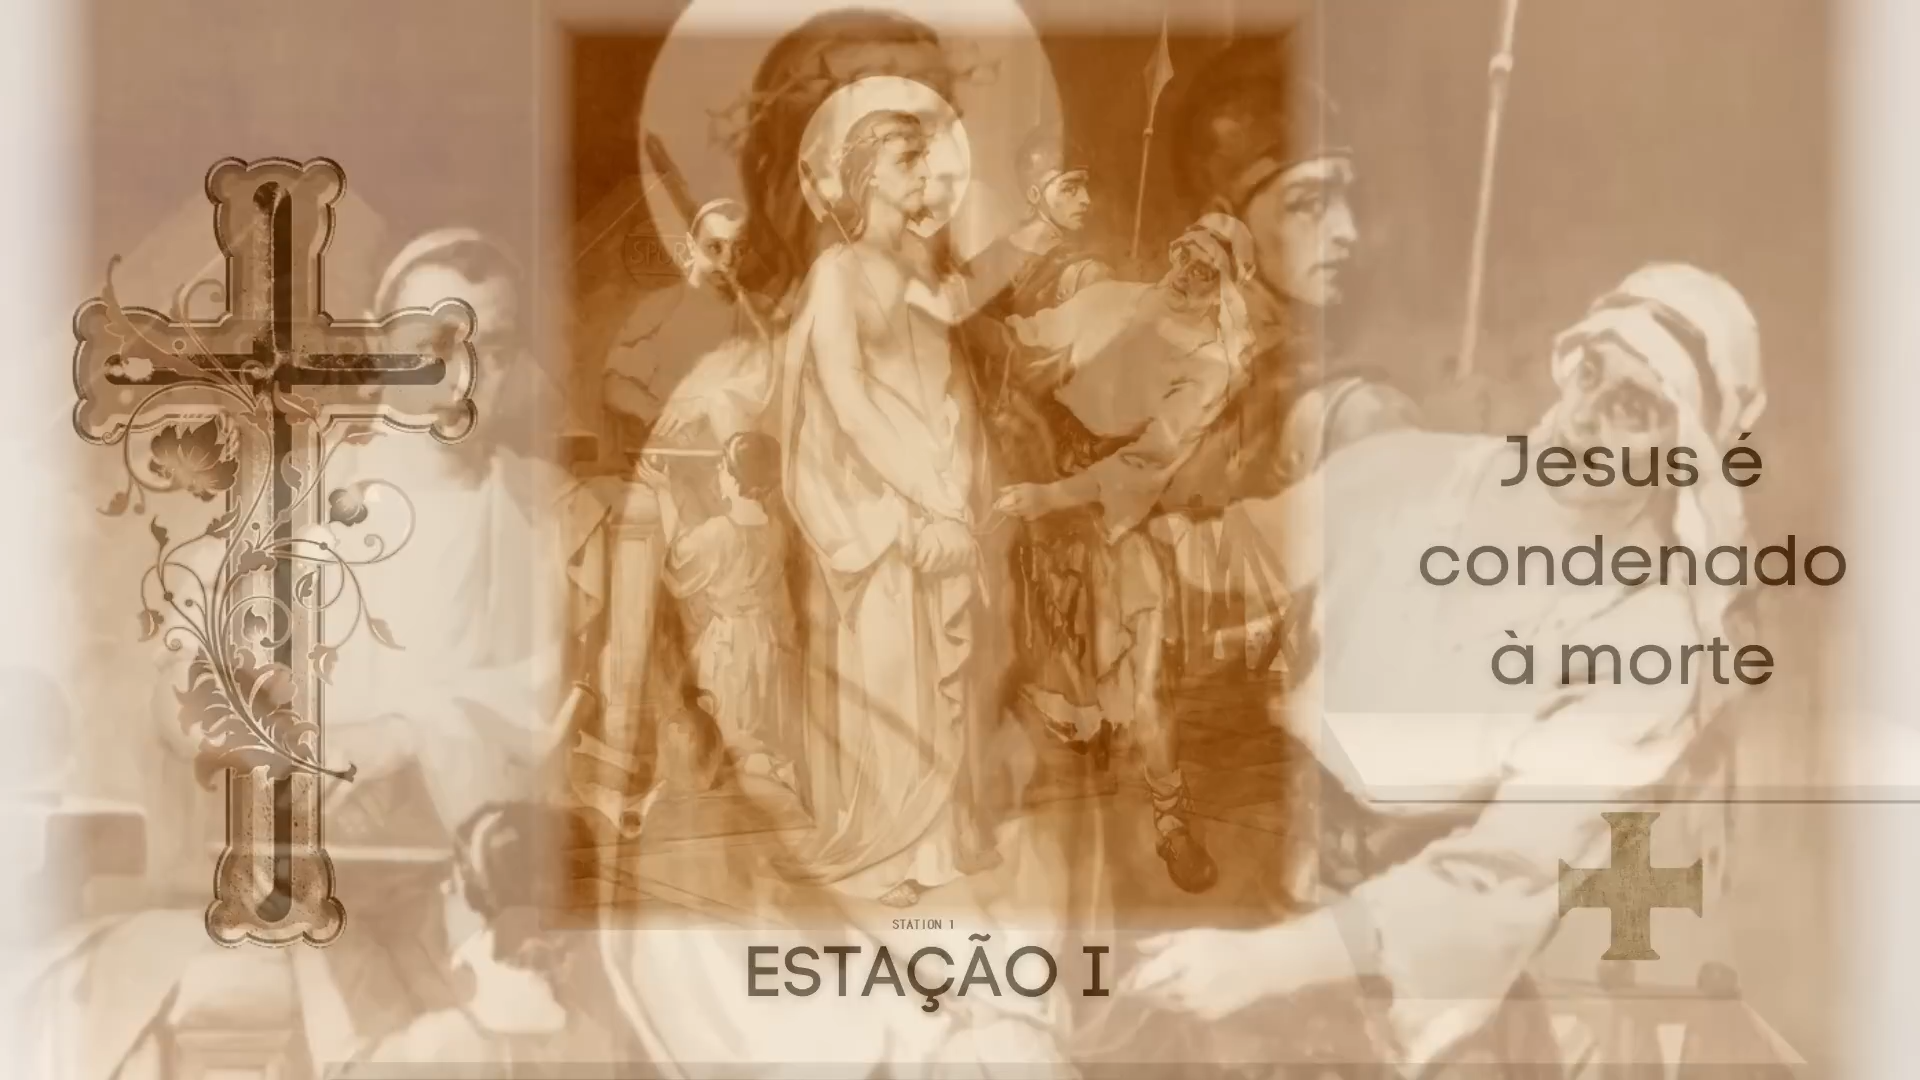 Jesus é
condenado
à morte
STATION 1
ESTAÇÃO I